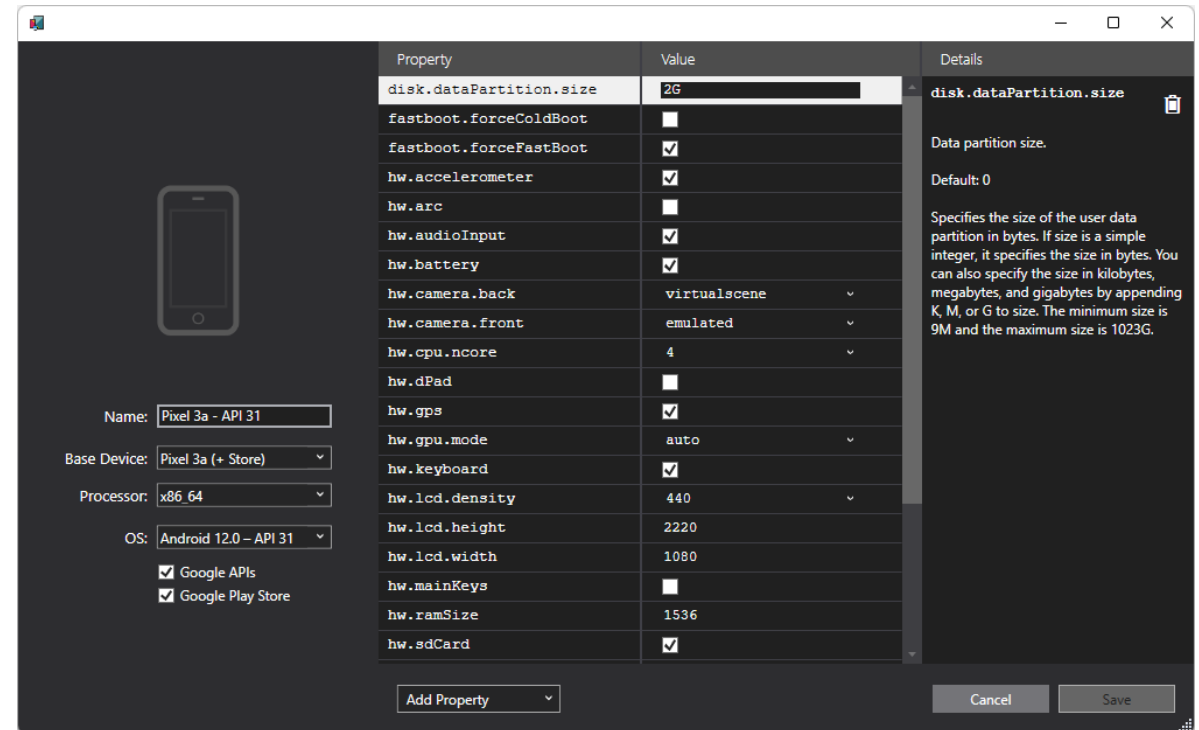 Property Value Details
disk.dataPartition.size 2G
fastboot.forceColdBoot
fastboot.forceFastBoot
hw.accelerometer
hw.arc
hw.audioInput
hw.battery
hw.camera.back virtualscene
hw.camera.front emulated
hw.cpu.ncore 4
hw.dPad
hw.gps
hw.gpu.mode auto
hw.keyboard
hw.lcd.density 440
hw.lcd.height 2220
hw.lcd.width 1080
hw.mainKeys
hw.ramSize 1536
hw.sdCard
disk.dataPartition.size
Data partition size.
Default: 0
Specifies the size of the user data
partition in bytes. If size is a simple
integer, it specifies the size in bytes. You
can also specify the size in kilobytes,
megabytes, and gigabytes by appending
K, M, or G to size. The minimum size is
9M and the maximum size is 1023G.
Name: Pixel 3a - API 31
Base Device: Pixel 3a (+ Store)
Processor: x86_64
OS: Android 12.0 – API 31
Google APIs
Google Play Store
Add Property
Cancel Save